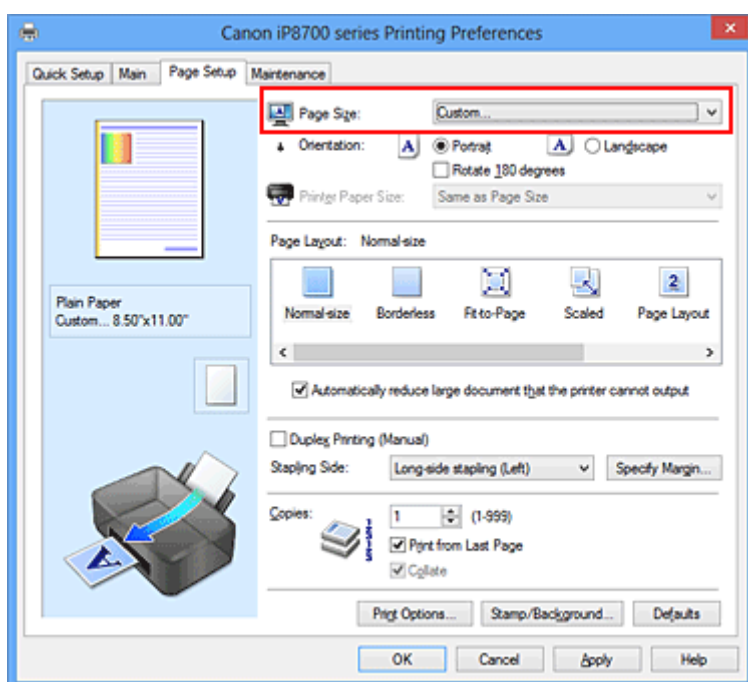 Canon iP8700 series Printing Preferences
Quick Setup Main Page Setup Maintenance
Page Size: Custom...
Orientation: A Portrait A Landscape
Rotate 180 degrees
Printer Paper Size: Same as Page Size
Page Layout: Normal-size
2
Normal-size Borderless Fit-to-Page Scaled Page Layout
Plain Paper
Custom... 8.50"x11.00"
Automatically reduce large document that the printer cannot output
Duplex Printing (Manual)
Stapling Side: Long-side stapling (Left) Specify Margin...
Copies: 1 (1-999)
Print from Last Page
Collate
A
Print Options... Stamp/Background... Defaults
OK Cancel Apply Help